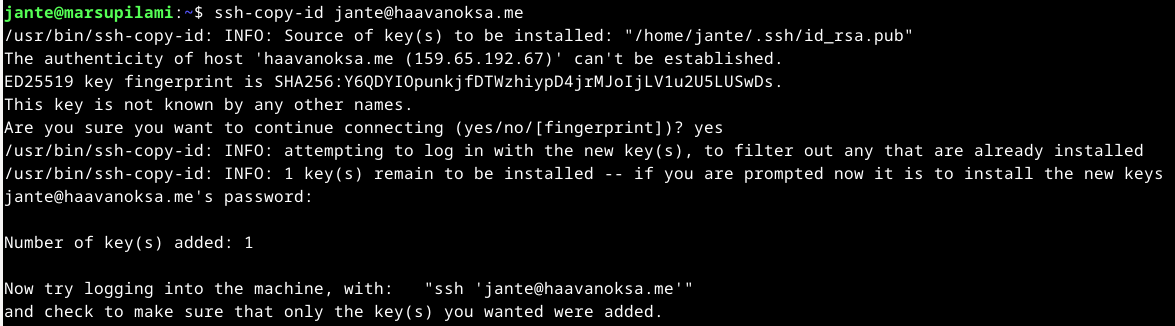 jante@marsupilami:~$ ssh-copy-id jante@haavanoksa.me
/usr/bin/ssh-copy-id: INFO: Source of key(s) to be installed: "/home/jante/.ssh/id_rsa.pub"
The authenticity of host 'haavanoksa.me (159.65.192.67)' can't be established.
ED25519 key fingerprint is SHA256:Y6QDYIOpunkjfDTWzhiypD4jrMJoIjLV1u2U5LUSwDs.
This key is not known by any other names.
Are you sure you want to continue connecting (yes/no/[fingerprint])? yes
/usr/bin/ssh-copy-id: INFO: attempting to log in with the new key(s), to filter out any that are already installed
/usr/bin/ssh-copy-id: INFO: 1 key(s) remain to be installed -- if you are prompted now it is to install the new keys
jante@haavanoksa.me's password:
Number of key(s) added: 1
Now try logging into the machine, with:   "ssh 'jante@haavanoksa.me'"
and check to make sure that only the key(s) you wanted were added.